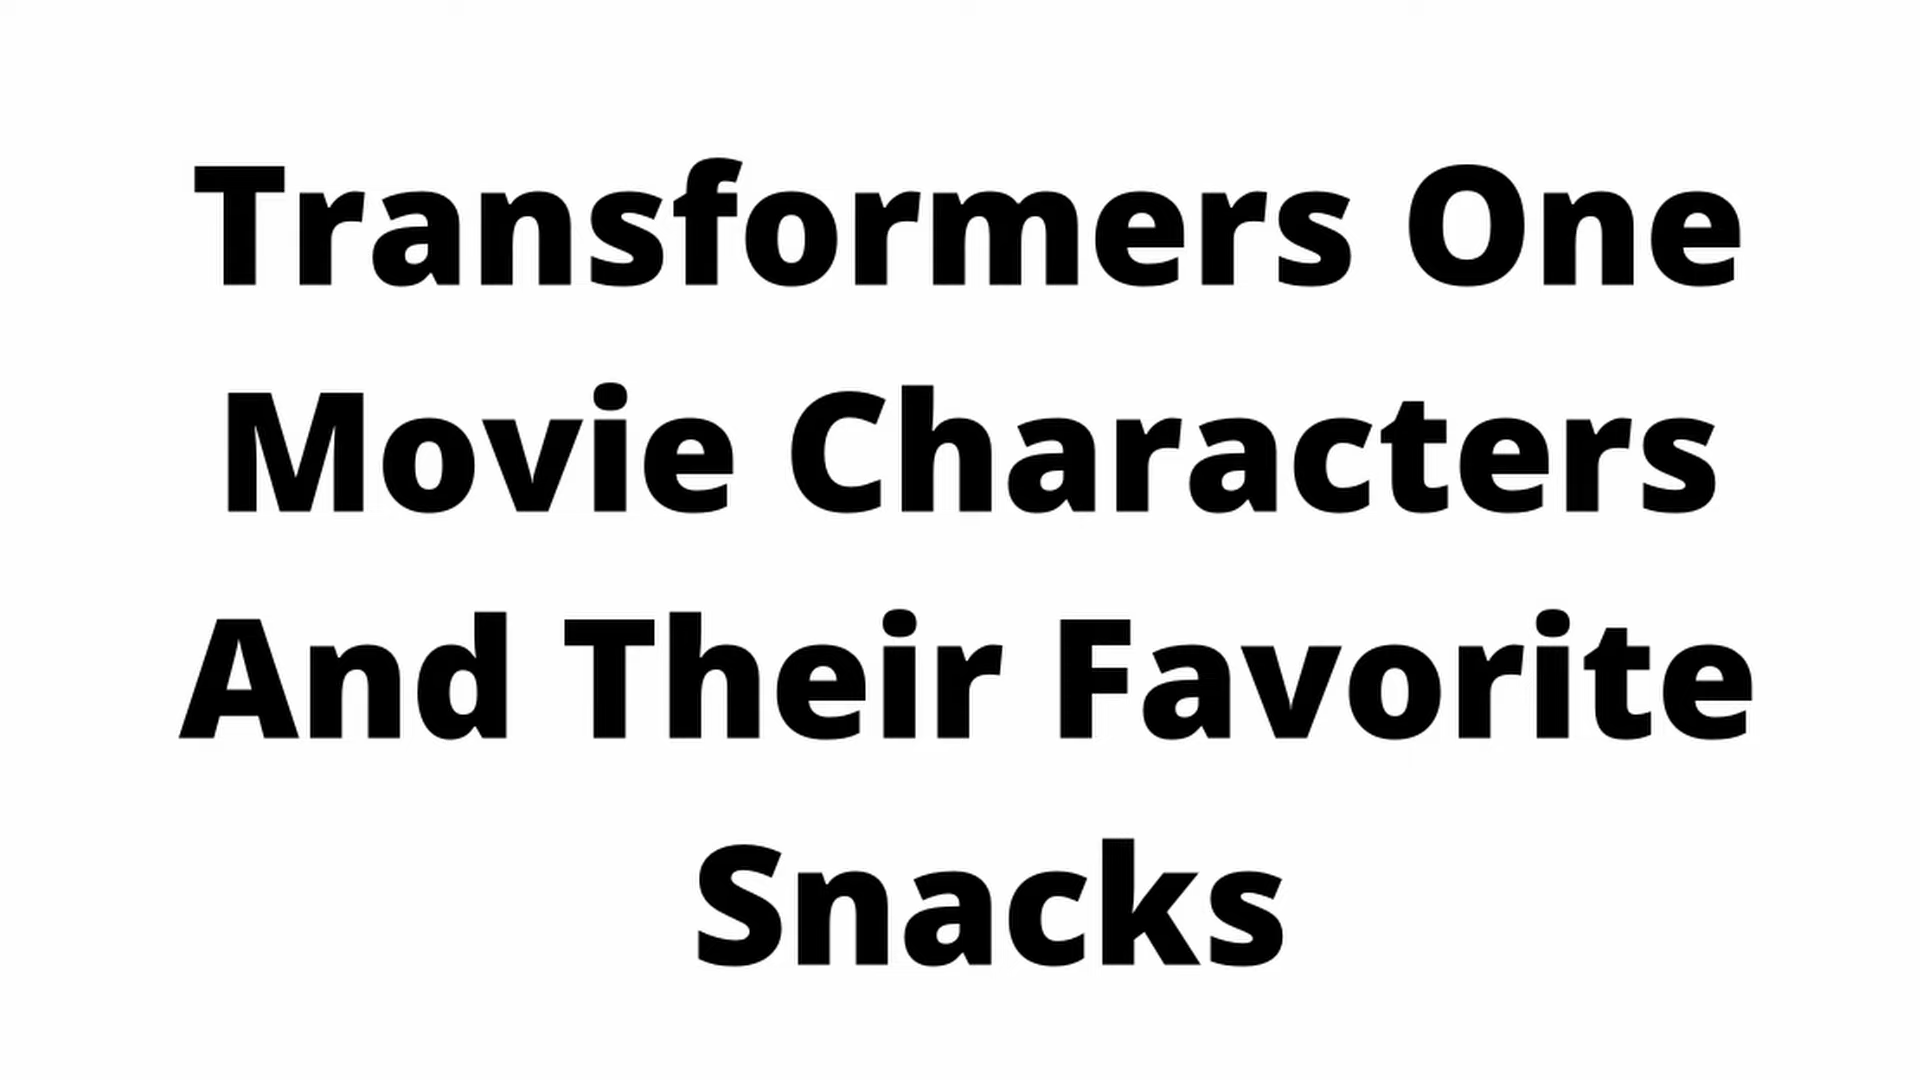 Transformers One
Movie Characters
And Their Favorite
Snacks